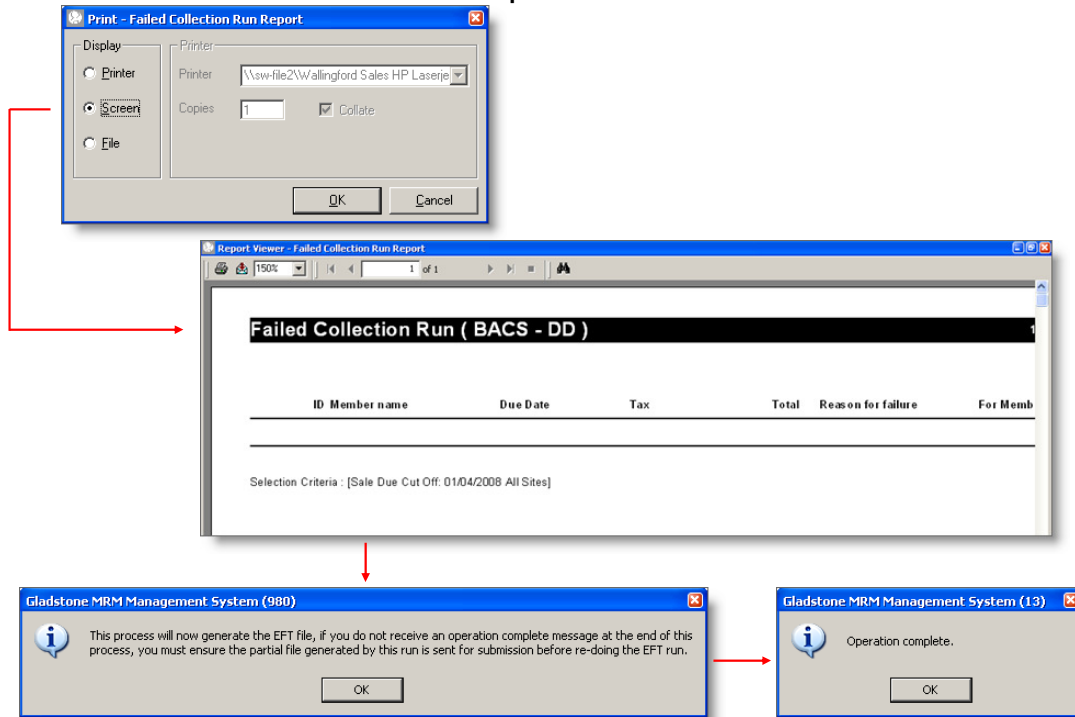 Print - Failed Collection Run Report
Display
Printer
Printer
Printer
\\sw-file2\Wallingford Sales HP Laserje
Screen
Copies
1
Collate
File
OK
Cancel
Report Viewer - Failed Collection Run Report
150%
1 of 1
Failed Collection Run ( BACS - DD )
1
ID Member name Due Date Tax Total Reason for failure For Memb
Selection Criteria : [Sale Due Cut Off: 01/04/2008 All Sites]
Gladstone MRM Management System (980)
This process will now generate the EFT file, if you do not receive an operation complete message at the end of this
process, you must ensure the partial file generated by this run is sent for submission before re-doing the EFT run.
OK
Gladstone MRM Management System (13)
Operation complete.
OK